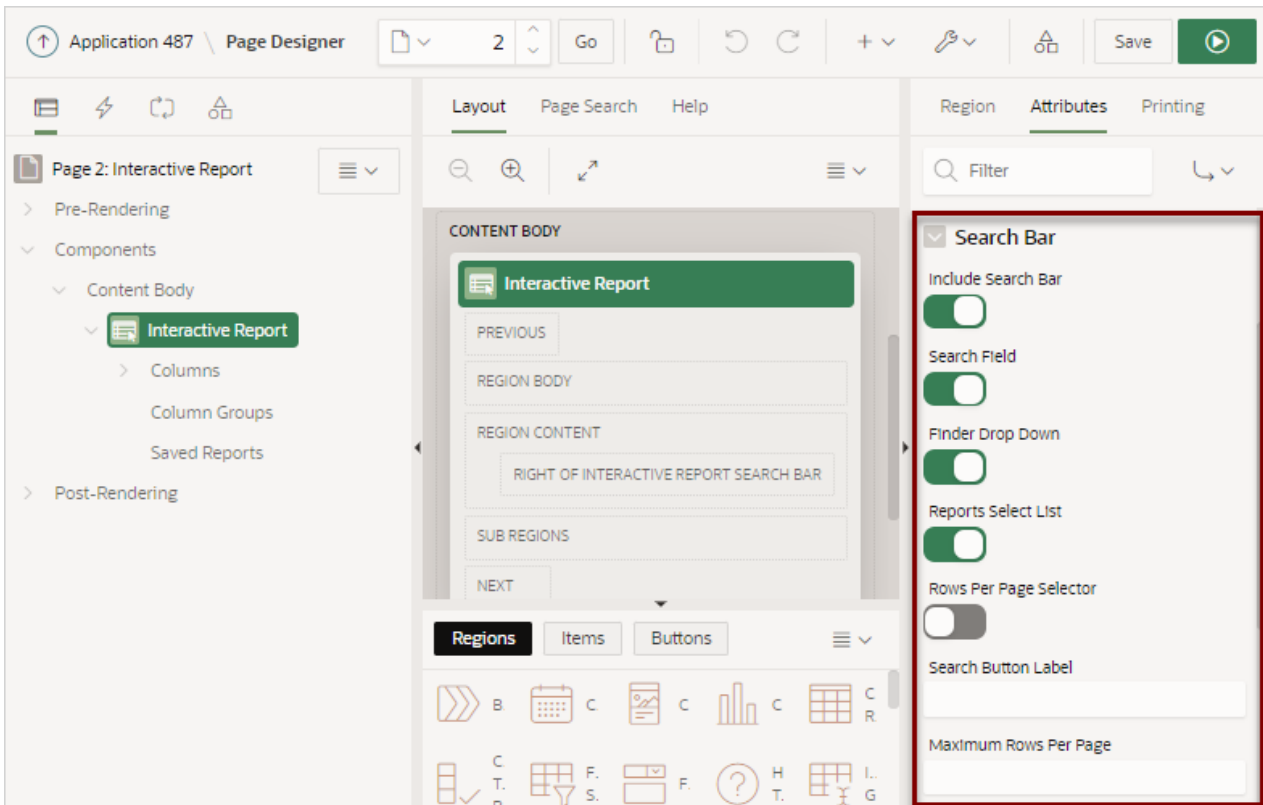 Application 487 \ Page Designer
2
Go
Save
Page 2: Interactive Report
Pre-Rendering
Components
Content Body
Interactive Report
Columns
Column Groups
Saved Reports
Post-Rendering
Layout
Page Search
Help
CONTENT BODY
Interactive Report
PREVIOUS
REGION BODY
REGION CONTENT
RIGHT OF INTERACTIVE REPORT SEARCH BAR
SUB REGIONS
NEXT
Regions
Items
Buttons
B.
C.
C
C
C
R
C.
T.
F.
S.
F.
H
T.
I..
G
Region
Attributes
Printing
Filter
Search Bar
Include Search Bar
Search Field
Finder Drop Down
Reports Select List
Rows Per Page Selector
Search Button Label
Maximum Rows Per Page